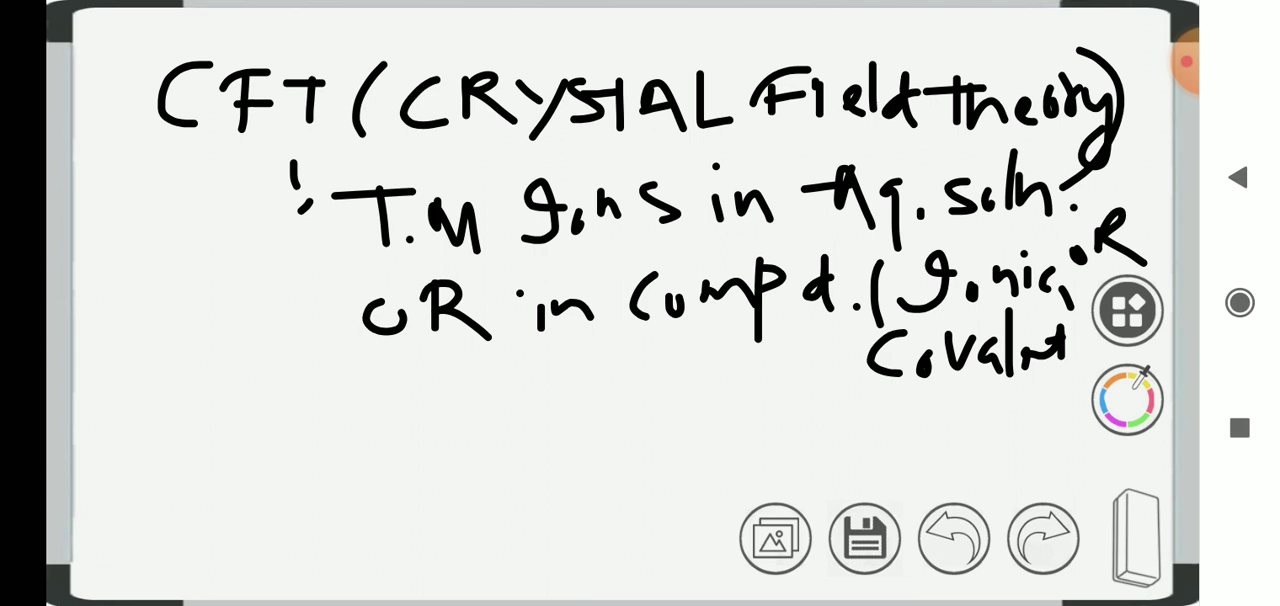 CFT (CRYSTAL Field Theory)
: T.M Ions in Aq. soln.
OR in compd. (Ionic, OR
Covalent